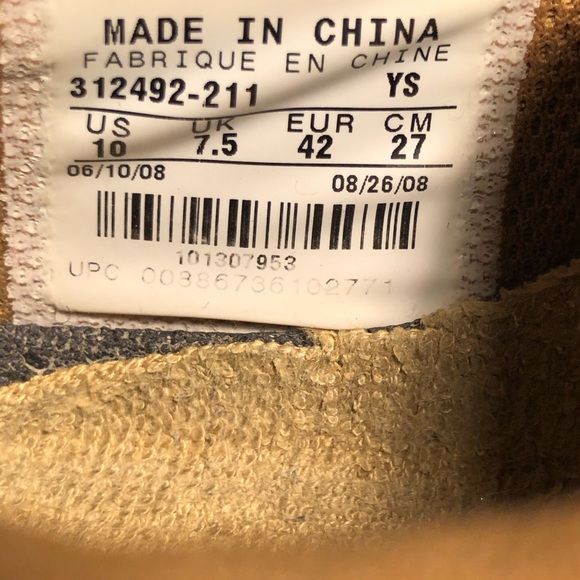 MADE IN CHINA
FABRIQUE EN CHINE
312492-211 YS
US UK EUR CM
10 7.5 42 27
06/10/08 08/26/08
101307953
UPC 00886736102771